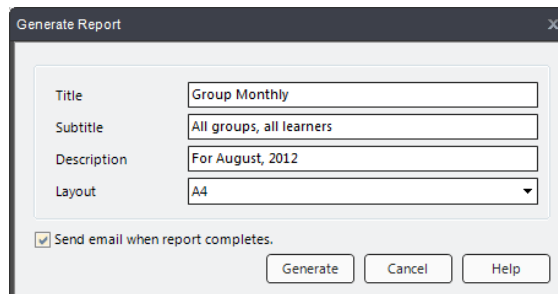 Generate Report x
Title Group Monthly
Subtitle All groups, all learners
Description For August, 2012
Layout A4
Send email when report completes.
Generate Cancel Help